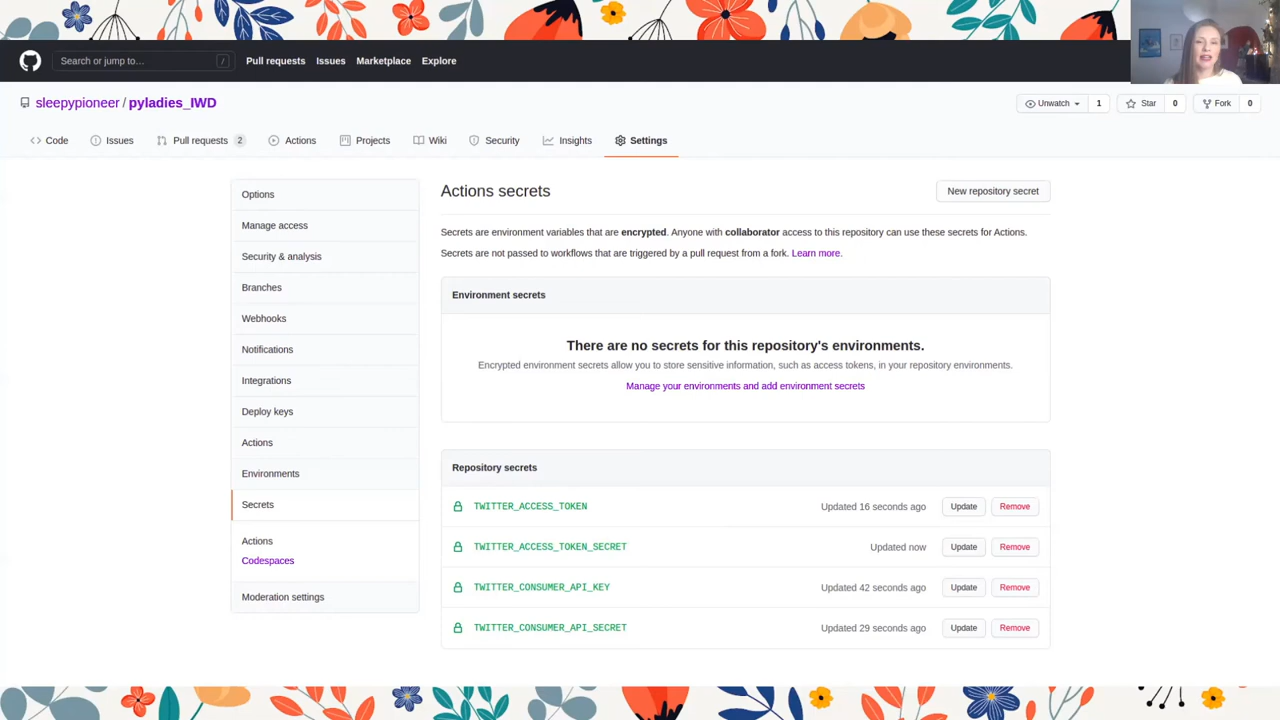 Search or jump to…
/
Pull requests
Issues
Marketplace
Explore
sleepypioneer / pyladies_IWD
Unwatch
1
Star
0
Fork
0
Code
Issues
Pull requests
2
Actions
Projects
Wiki
Security
Insights
Settings
Options
Manage access
Security & analysis
Branches
Webhooks
Notifications
Integrations
Deploy keys
Actions
Environments
Secrets
Actions
Codespaces
Moderation settings
Actions secrets
New repository secret
Secrets are environment variables that are encrypted. Anyone with collaborator access to this repository can use these secrets for Actions.
Secrets are not passed to workflows that are triggered by a pull request from a fork. Learn more.
Environment secrets
There are no secrets for this repository's environments.
Encrypted environment secrets allow you to store sensitive information, such as access tokens, in your repository environments.
Manage your environments and add environment secrets
Repository secrets
TWITTER_ACCESS_TOKEN
Updated 16 seconds ago
Update
Remove
TWITTER_ACCESS_TOKEN_SECRET
Updated now
Update
Remove
TWITTER_CONSUMER_API_KEY
Updated 42 seconds ago
Update
Remove
TWITTER_CONSUMER_API_SECRET
Updated 29 seconds ago
Update
Remove